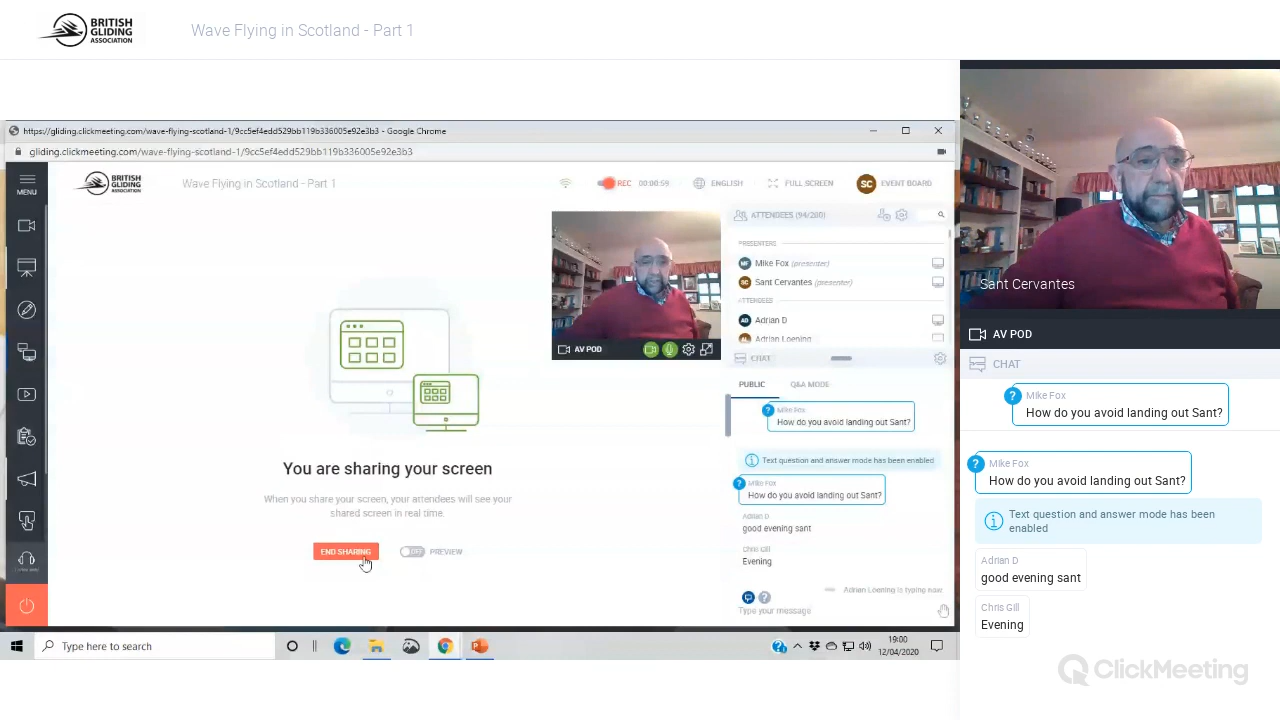 BRITISH
GLIDING
ASSOCIATION
Wave Flying in Scotland - Part 1
https://gliding.clickmeeting.com/wave-flying-scotland-1/9cc5ef4edd529bb119b336005e92e3b3 - Google Chrome
gliding.clickmeeting.com/wave-flying-scotland-1/9cc5ef4edd529bb119b336005e92e3b3
MENU
BRITISH
GLIDING
ASSOCIATION
Wave Flying in Scotland - Part 1
REC 00:00:59
ENGLISH
FULL SCREEN
SC EVENT BOARD
AV POD
ATTENDEES (94/200)
PRESENTERS
MF Mike Fox (presenter)
SC Sant Cervantes (presenter)
ATTENDEES
AD Adrian D
Adrian Loening
CHAT
PUBLIC Q&A MODE
? Mike Fox
How do you avoid landing out Sant?
Text question and answer mode has been enabled
? Mike Fox
How do you avoid landing out Sant?
Adrian D
good evening sant
Chris Gill
Evening
Adrian Loening is typing now
Type your message
You are sharing your screen
When you share your screen, your attendees will see your
shared screen in real time.
END SHARING
OFF PREVIEW
Type here to search
19:00
12/04/2020
Sant Cervantes
AV POD
CHAT
? Mike Fox
How do you avoid landing out Sant?
? Mike Fox
How do you avoid landing out Sant?
Text question and answer mode has been
enabled
Adrian D
good evening sant
Chris Gill
Evening
ClickMeeting